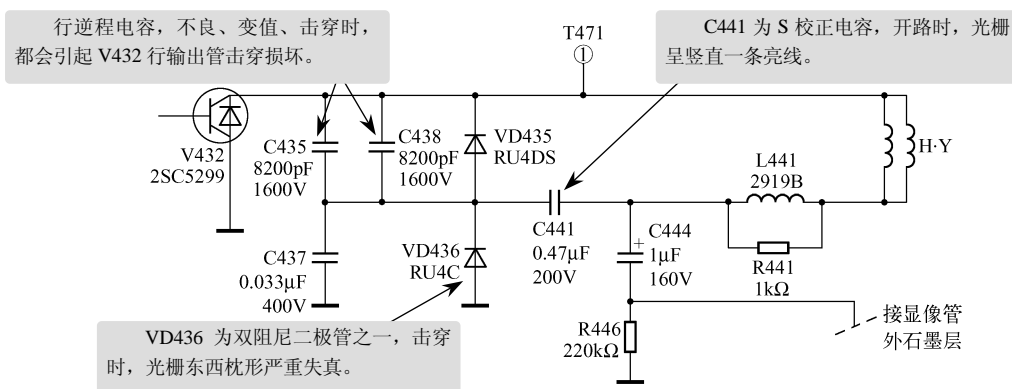 行逆程电容，不良、变值、击穿时，
都会引起 V432 行输出管击穿损坏。
C441 为 S 校正电容，开路时，光栅
呈竖直一条亮线。
T471
①
V432
2SC5299
C435
8200pF
1600V
C438
8200pF
1600V
VD435
RU4DS
H·Y
L441
2919B
C441
0.47μF
200V
C444
+
1μF
160V
R441
1kΩ
C437
0.033μF
400V
VD436
RU4C
R446
220kΩ
接显像管
外石墨层
VD436 为双阻尼二极管之一，击穿
时，光栅东西枕形严重失真。